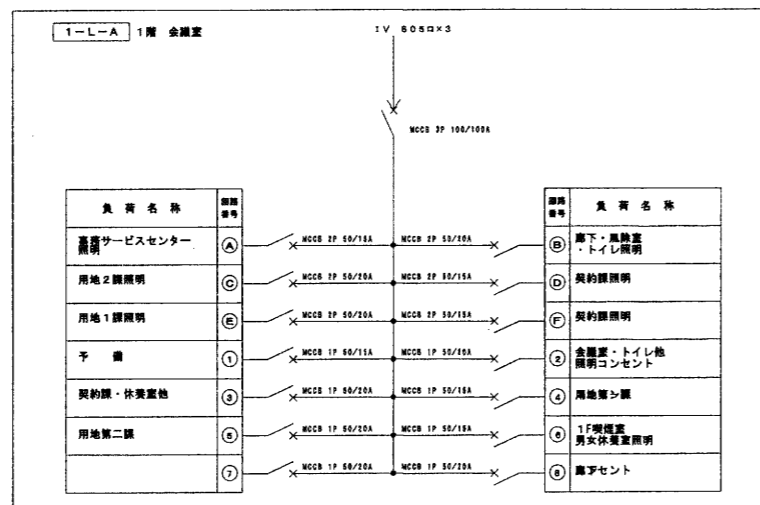 1-L-A 1階 会議室
IV 60SQ×3
MCCB 3P 100/100A
負荷名称 回路番号
回路番号 負荷名称
事務サービスセンター
照明
A MCCB 2P 50/15A MCCB 2P 50/20A B
廊下・風除室
・トイレ照明
用地2課照明 C MCCB 2P 50/20A MCCB 2P 50/15A D 契約課照明
用地1課照明 E MCCB 2P 50/20A MCCB 2P 50/15A F 契約課照明
予備 1 MCCB 1P 50/15A MCCB 1P 50/20A 2
会議室・トイレ他
照明コンセント
契約課・休養室他 3 MCCB 1P 50/20A MCCB 1P 50/15A 4 用地第 課
用地第二課 5 MCCB 1P 50/20A MCCB 1P 50/15A 6
1F喫煙室
男女休養室照明
7 MCCB 1P 50/20A MCCB 1P 50/20A 8 廊下セント